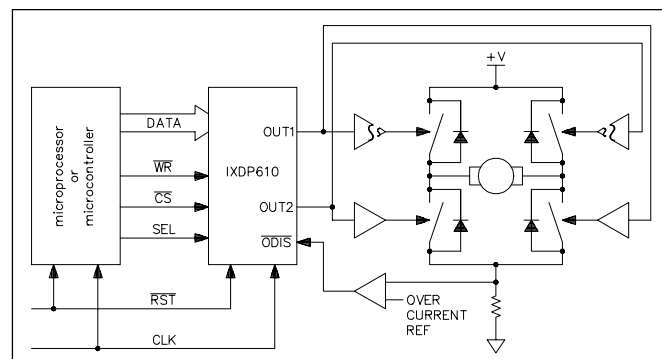 microprocessor
or
microcontroller
DATA
WR
CS
SEL
RST
CLK
OUT1
IXDP610
OUT2
ODIS
OVER
CURRENT
REF
+V